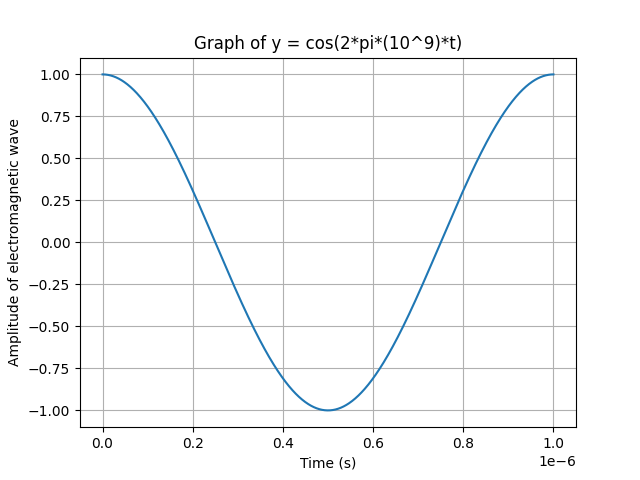 Graph of y = cos(2*pi*(10^9)*t)
Amplitude of electromagnetic wave
1.00
0.75
0.50
0.25
0.00
−0.25
−0.50
−0.75
−1.00
0.0 0.2 0.4 0.6 0.8 1.0
1e−6
Time (s)